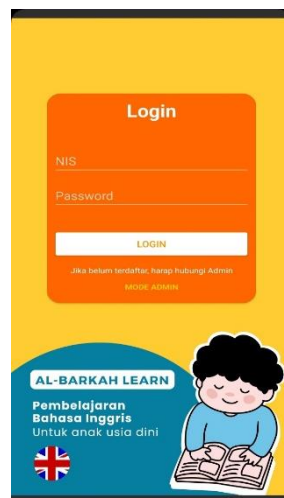 Login
NIS
Password
LOGIN
Jika belum terdaftar, harap hubungi Admin
MODE ADMIN
AL-BARKAH LEARN
Pembelajaran
Bahasa Inggris
Untuk anak usia dini